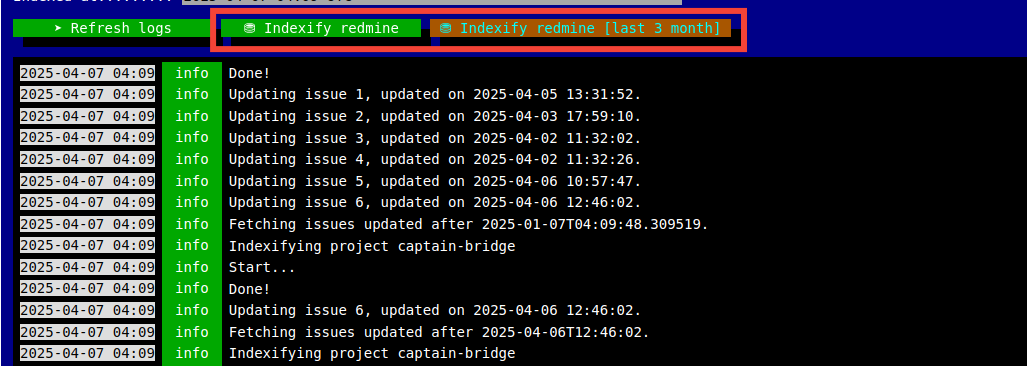 ➤ Refresh logs ⛃ Indexify redmine ⛃ Indexify redmine [last 3 month]
2025-04-07 04:09 info Done!
2025-04-07 04:09 info Updating issue 1, updated on 2025-04-05 13:31:52.
2025-04-07 04:09 info Updating issue 2, updated on 2025-04-03 17:59:10.
2025-04-07 04:09 info Updating issue 3, updated on 2025-04-02 11:32:02.
2025-04-07 04:09 info Updating issue 4, updated on 2025-04-02 11:32:26.
2025-04-07 04:09 info Updating issue 5, updated on 2025-04-06 10:57:47.
2025-04-07 04:09 info Updating issue 6, updated on 2025-04-06 12:46:02.
2025-04-07 04:09 info Fetching issues updated after 2025-01-07T04:09:48.309519.
2025-04-07 04:09 info Indexifying project captain-bridge
2025-04-07 04:09 info Start...
2025-04-07 04:09 info Done!
2025-04-07 04:09 info Updating issue 6, updated on 2025-04-06 12:46:02.
2025-04-07 04:09 info Fetching issues updated after 2025-04-06T12:46:02.
2025-04-07 04:09 info Indexifying project captain-bridge